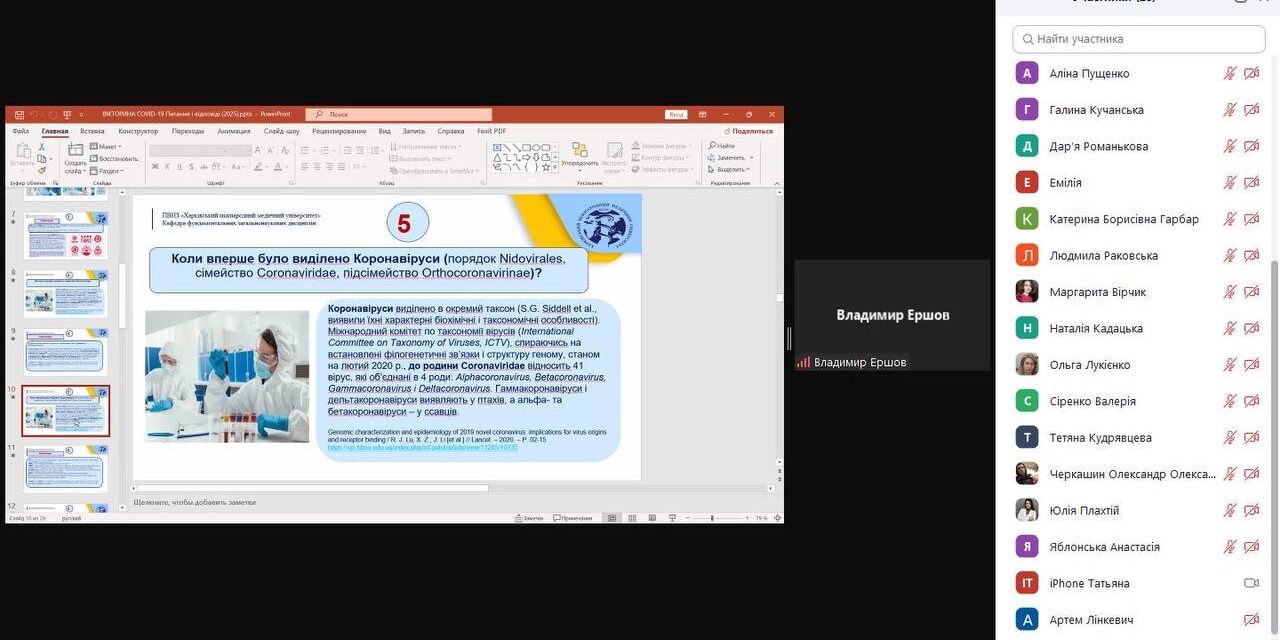 ВІКТОРИНА COVID-19 Питання і відповіді (2025).pptx - PowerPoint
Поиск
Вход
Файл Главная Вставка Конструктор Переходы Анимация Слайд-шоу Рецензирование Вид Запись Справка Foxit PDF
Поделиться
Вставить
Создать
слайд
Макет
Восстановить
Раздел
Упорядочить
Найти
Заменить
Выделить
Буфер обмена
Слайды
Шрифт
Абзац
Рисование
Редактирование
7
8
9
10
11
12
ПВНЗ «Харківський міжнародний медичний університет»
Кафедра фундаментальних загальнонаукових дисциплін
5
Коли вперше було виділено Коронавіруси (порядок Nidovirales,
сімейство Coronaviridae, підсімейство Orthocoronavirinae)?
Коронавіруси виділено в окремий таксон (S.G. Siddell et al.,
виявили їхні характерні біохімічні і таксономічні особливості).
Міжнародний комітет по таксономії вірусів (International
Committee on Taxonomy of Viruses, ICTV), спираючись на
встановлені філогенетичні зв'язки і структуру геному, станом
на лютий 2020 р., до родини Coronaviridae відносить 41
вірус, які об'єднані в 4 роди: Alphacoronavirus, Betacoronavirus,
Gammacoronavirus і Deltacoronavirus. Гаммакоронавіруси і
дельтакоронавіруси виявляють у птахів, а альфа- та
бетакоронавіруси – у ссавців.
Genomic characterization and epidemiology of 2019 novel coronavirus: implications for virus origins
and receptor binding / R. J. Lu, X. Z., J. Li [et al.] // Lancet. – 2020. – P. 02-15
Щелкните, чтобы добавить заметки
Слайд 10 из 26 русский
Заметки Примечания
79 %
Владимир Ершов
Владимир Ершов
Найти участника
А Аліна Пущенко
Г Галина Кучанська
Д Дар'я Романькова
Е Емілія
К Катерина Борисівна Гарбар
Л Людмила Раковська
Маргарита Вірчик
Н Наталія Кадацька
Ольга Лукієнко
С Сіренко Валерія
Т Тетяна Кудрявцева
Черкашин Олександр Олекса...
Юлія Плахтій
Я Яблонська Анастасія
IT iPhone Татьяна
А Артем Лінкевич